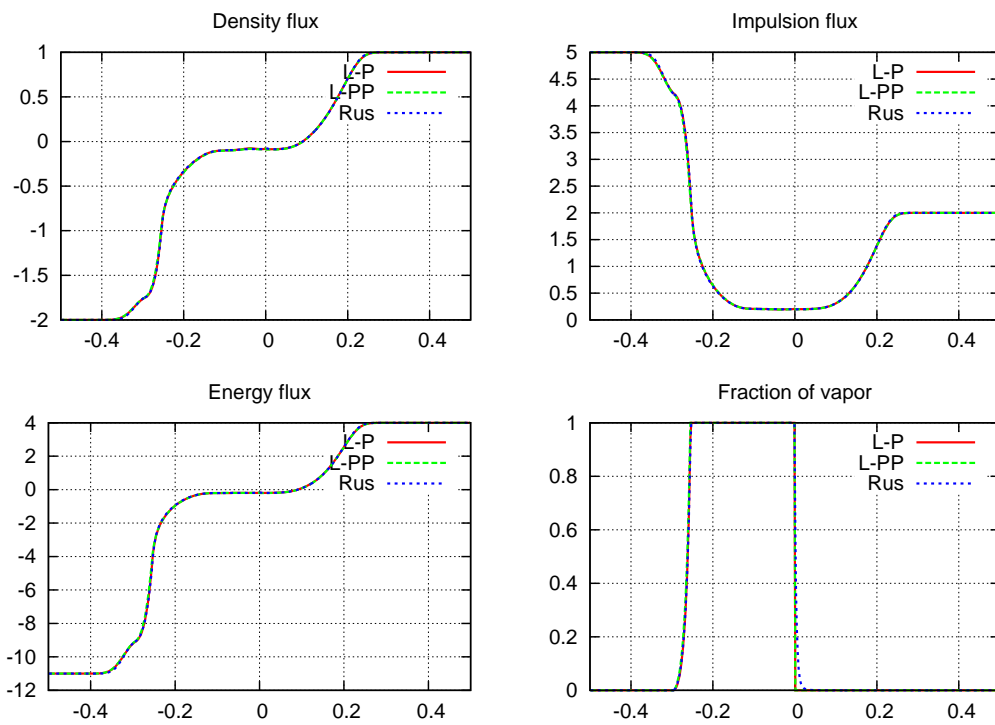 Density flux
1
0.5
0
-0.5
-1
-1.5
-2
-0.4 -0.2 0 0.2 0.4
L-P
L-PP
Rus
Impulsion flux
5
4.5
4
3.5
3
2.5
2
1.5
1
0.5
0
-0.4 -0.2 0 0.2 0.4
L-P
L-PP
Rus
Energy flux
4
2
0
-2
-4
-6
-8
-10
-12
-0.4 -0.2 0 0.2 0.4
L-P
L-PP
Rus
Fraction of vapor
1
0.8
0.6
0.4
0.2
0
-0.4 -0.2 0 0.2 0.4
L-P
L-PP
Rus